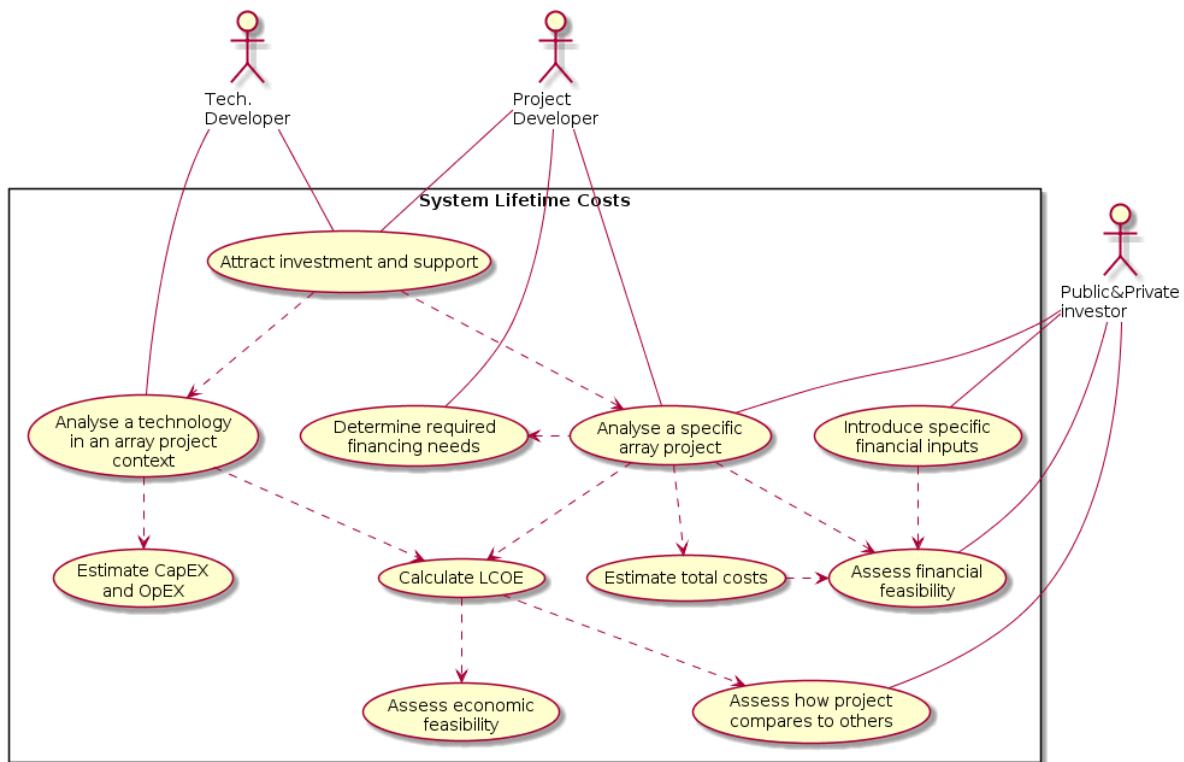 Tech.
Developer
Project
Developer
System Lifetime Costs
Public&Private
investor
Attract investment and support
Analyse a technology
in an array project
context
Determine required
financing needs
Analyse a specific
array project
Introduce specific
financial inputs
Estimate CapEX
and OpEX
Calculate LCOE
Estimate total costs
Assess financial
feasibility
Assess economic
feasibility
Assess how project
compares to others